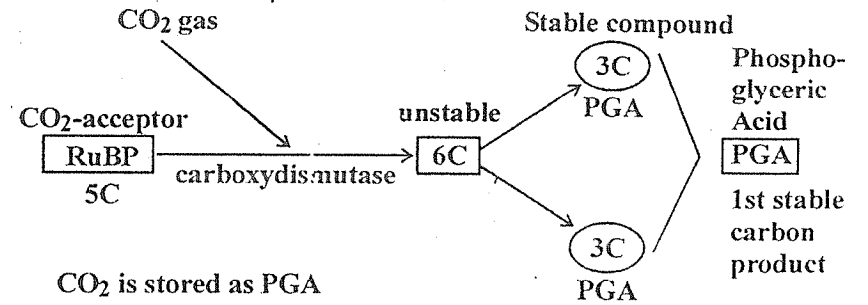 CO₂ gas
Stable compound
3C
PGA
Phospho-
glyceric
Acid
PGA
1st stable
carbon
product
CO₂-acceptor
RuBP
5C
carboxydismutase
unstable
6C
3C
PGA
CO₂ is stored as PGA